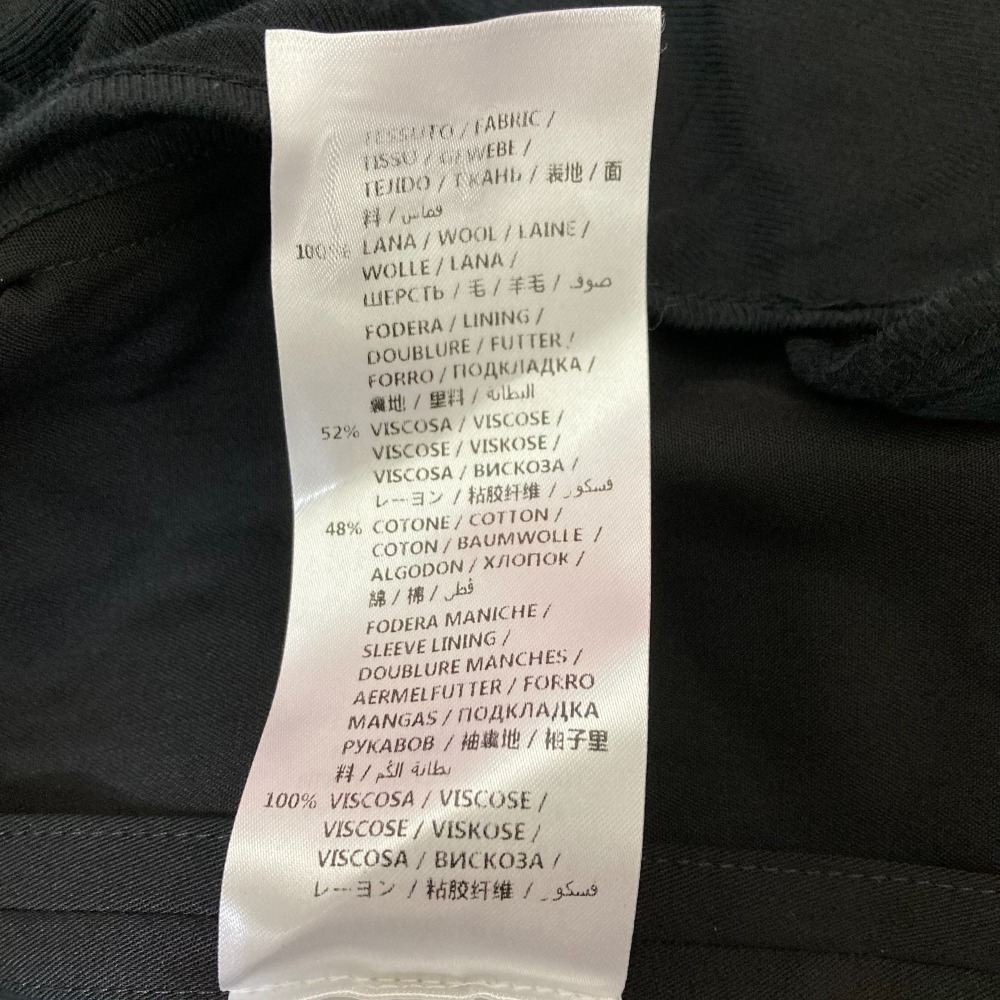 TESSUTO / FABRIC /
TISSU / GEWEBE /
TEJIDO / ТКАНЬ / 表地 / 面
料 / قماش
100% LANA / WOOL / LAINE /
WOLLE / LANA /
ШЕРСТЬ / 毛 / 羊毛 / صوف
FODERA / LINING /
DOUBLURE / FUTTER /
FORRO / ПОДКЛАДКА /
裏地 / 里料 / البطانة
52% VISCOSA / VISCOSE /
VISCOSE / VISKOSE /
VISCOSA / ВИСКОЗА /
レーヨン / 粘胶纤维 / فسكور
48% COTONE / COTTON /
COTON / BAUMWOLLE /
ALGODON / ХЛОПОК /
綿 / 棉 / قطر
FODERA MANICHE /
SLEEVE LINING /
DOUBLURE MANCHES /
AERMELFUTTER / FORRO
MANGAS / ПОДКЛАДКА
РУКАВОВ / 袖裏地 / 袖子里
料 / بطانة الكُم
100% VISCOSA / VISCOSE /
VISCOSE / VISKOSE /
VISCOSA / ВИСКОЗА /
レーヨン / 粘胶纤维 / فسكور